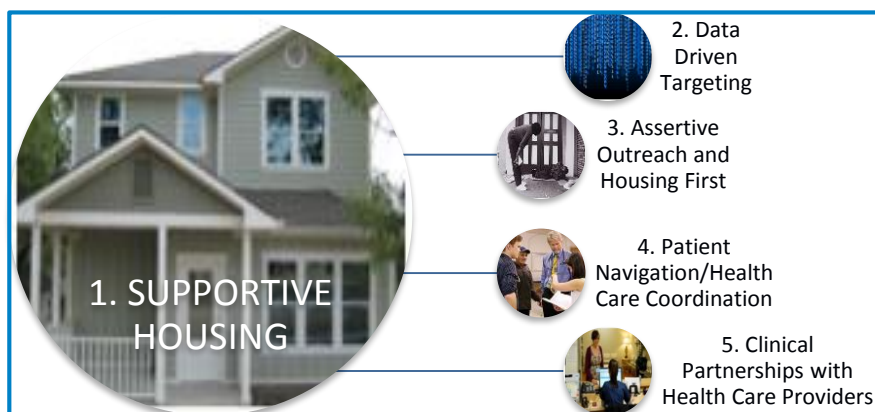 1. SUPPORTIVE
HOUSING
2. Data
Driven
Targeting
3. Assertive
Outreach and
Housing First
4. Patient
Navigation/Health
Care Coordination
5. Clinical
Partnerships with
Health Care Providers